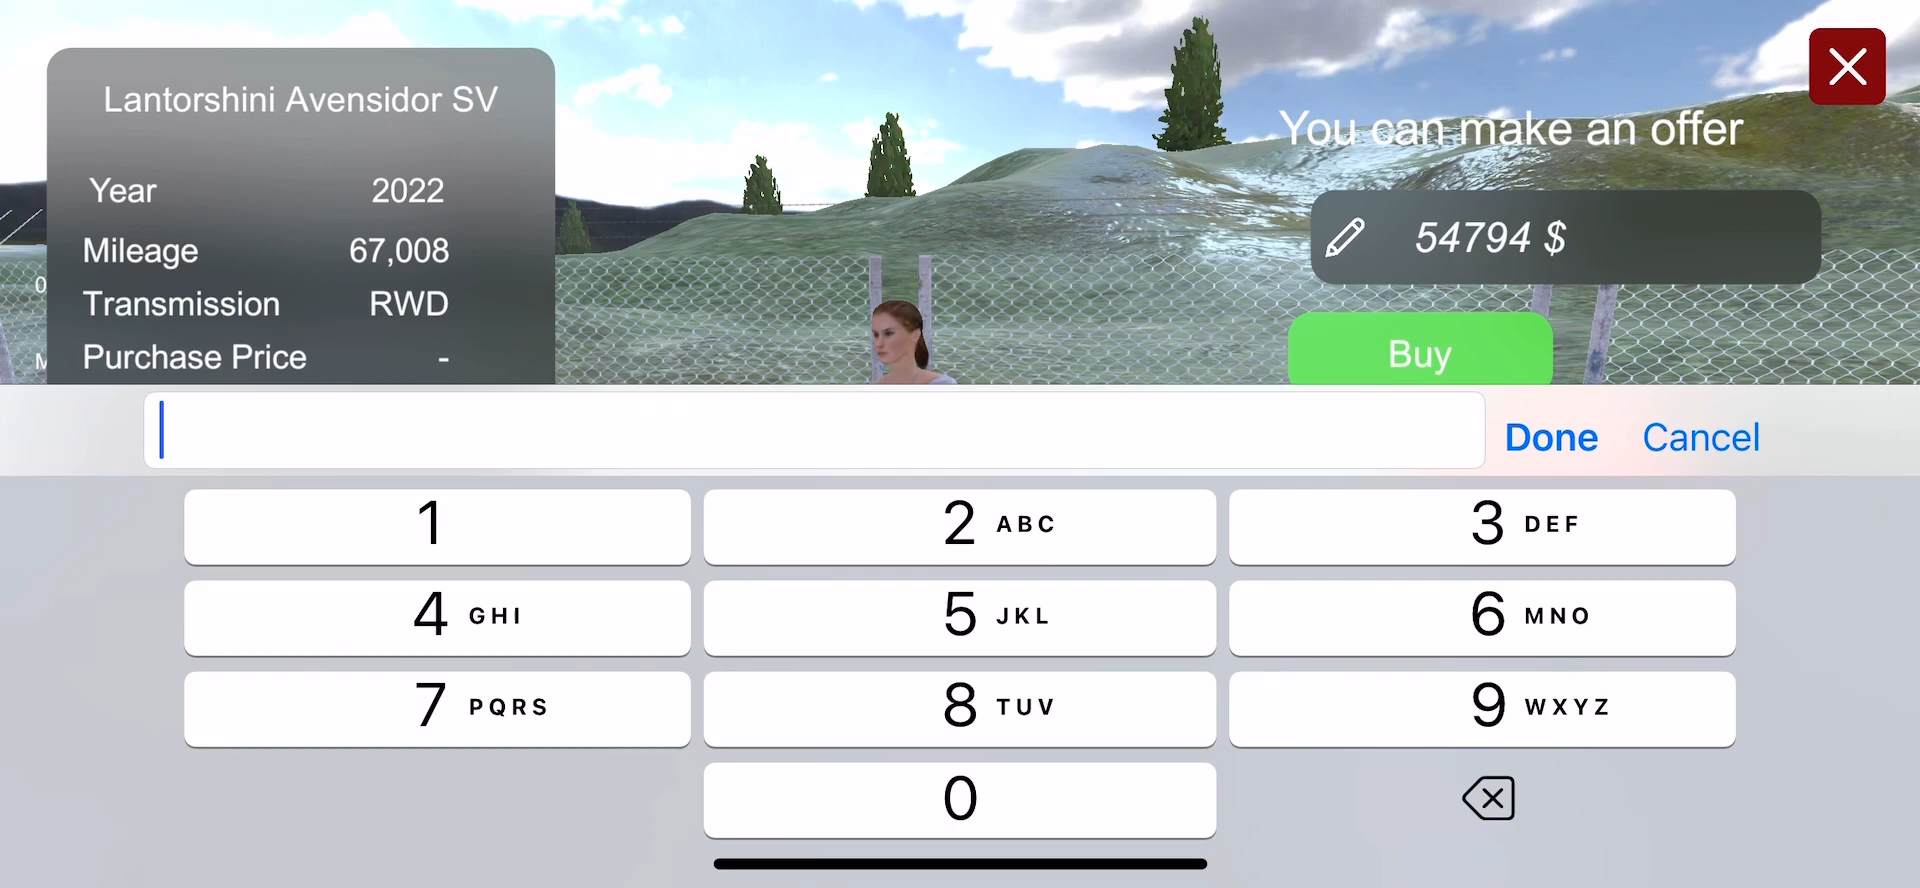 Lantorshini Avensidor SV
Year 2022
Mileage 67,008
Transmission RWD
Purchase Price -
0
M
You can make an offer
54794 $
Buy
Done Cancel
1
2 ABC
3 DEF
4 GHI
5 JKL
6 MNO
7 PQRS
8 TUV
9 WXYZ
0